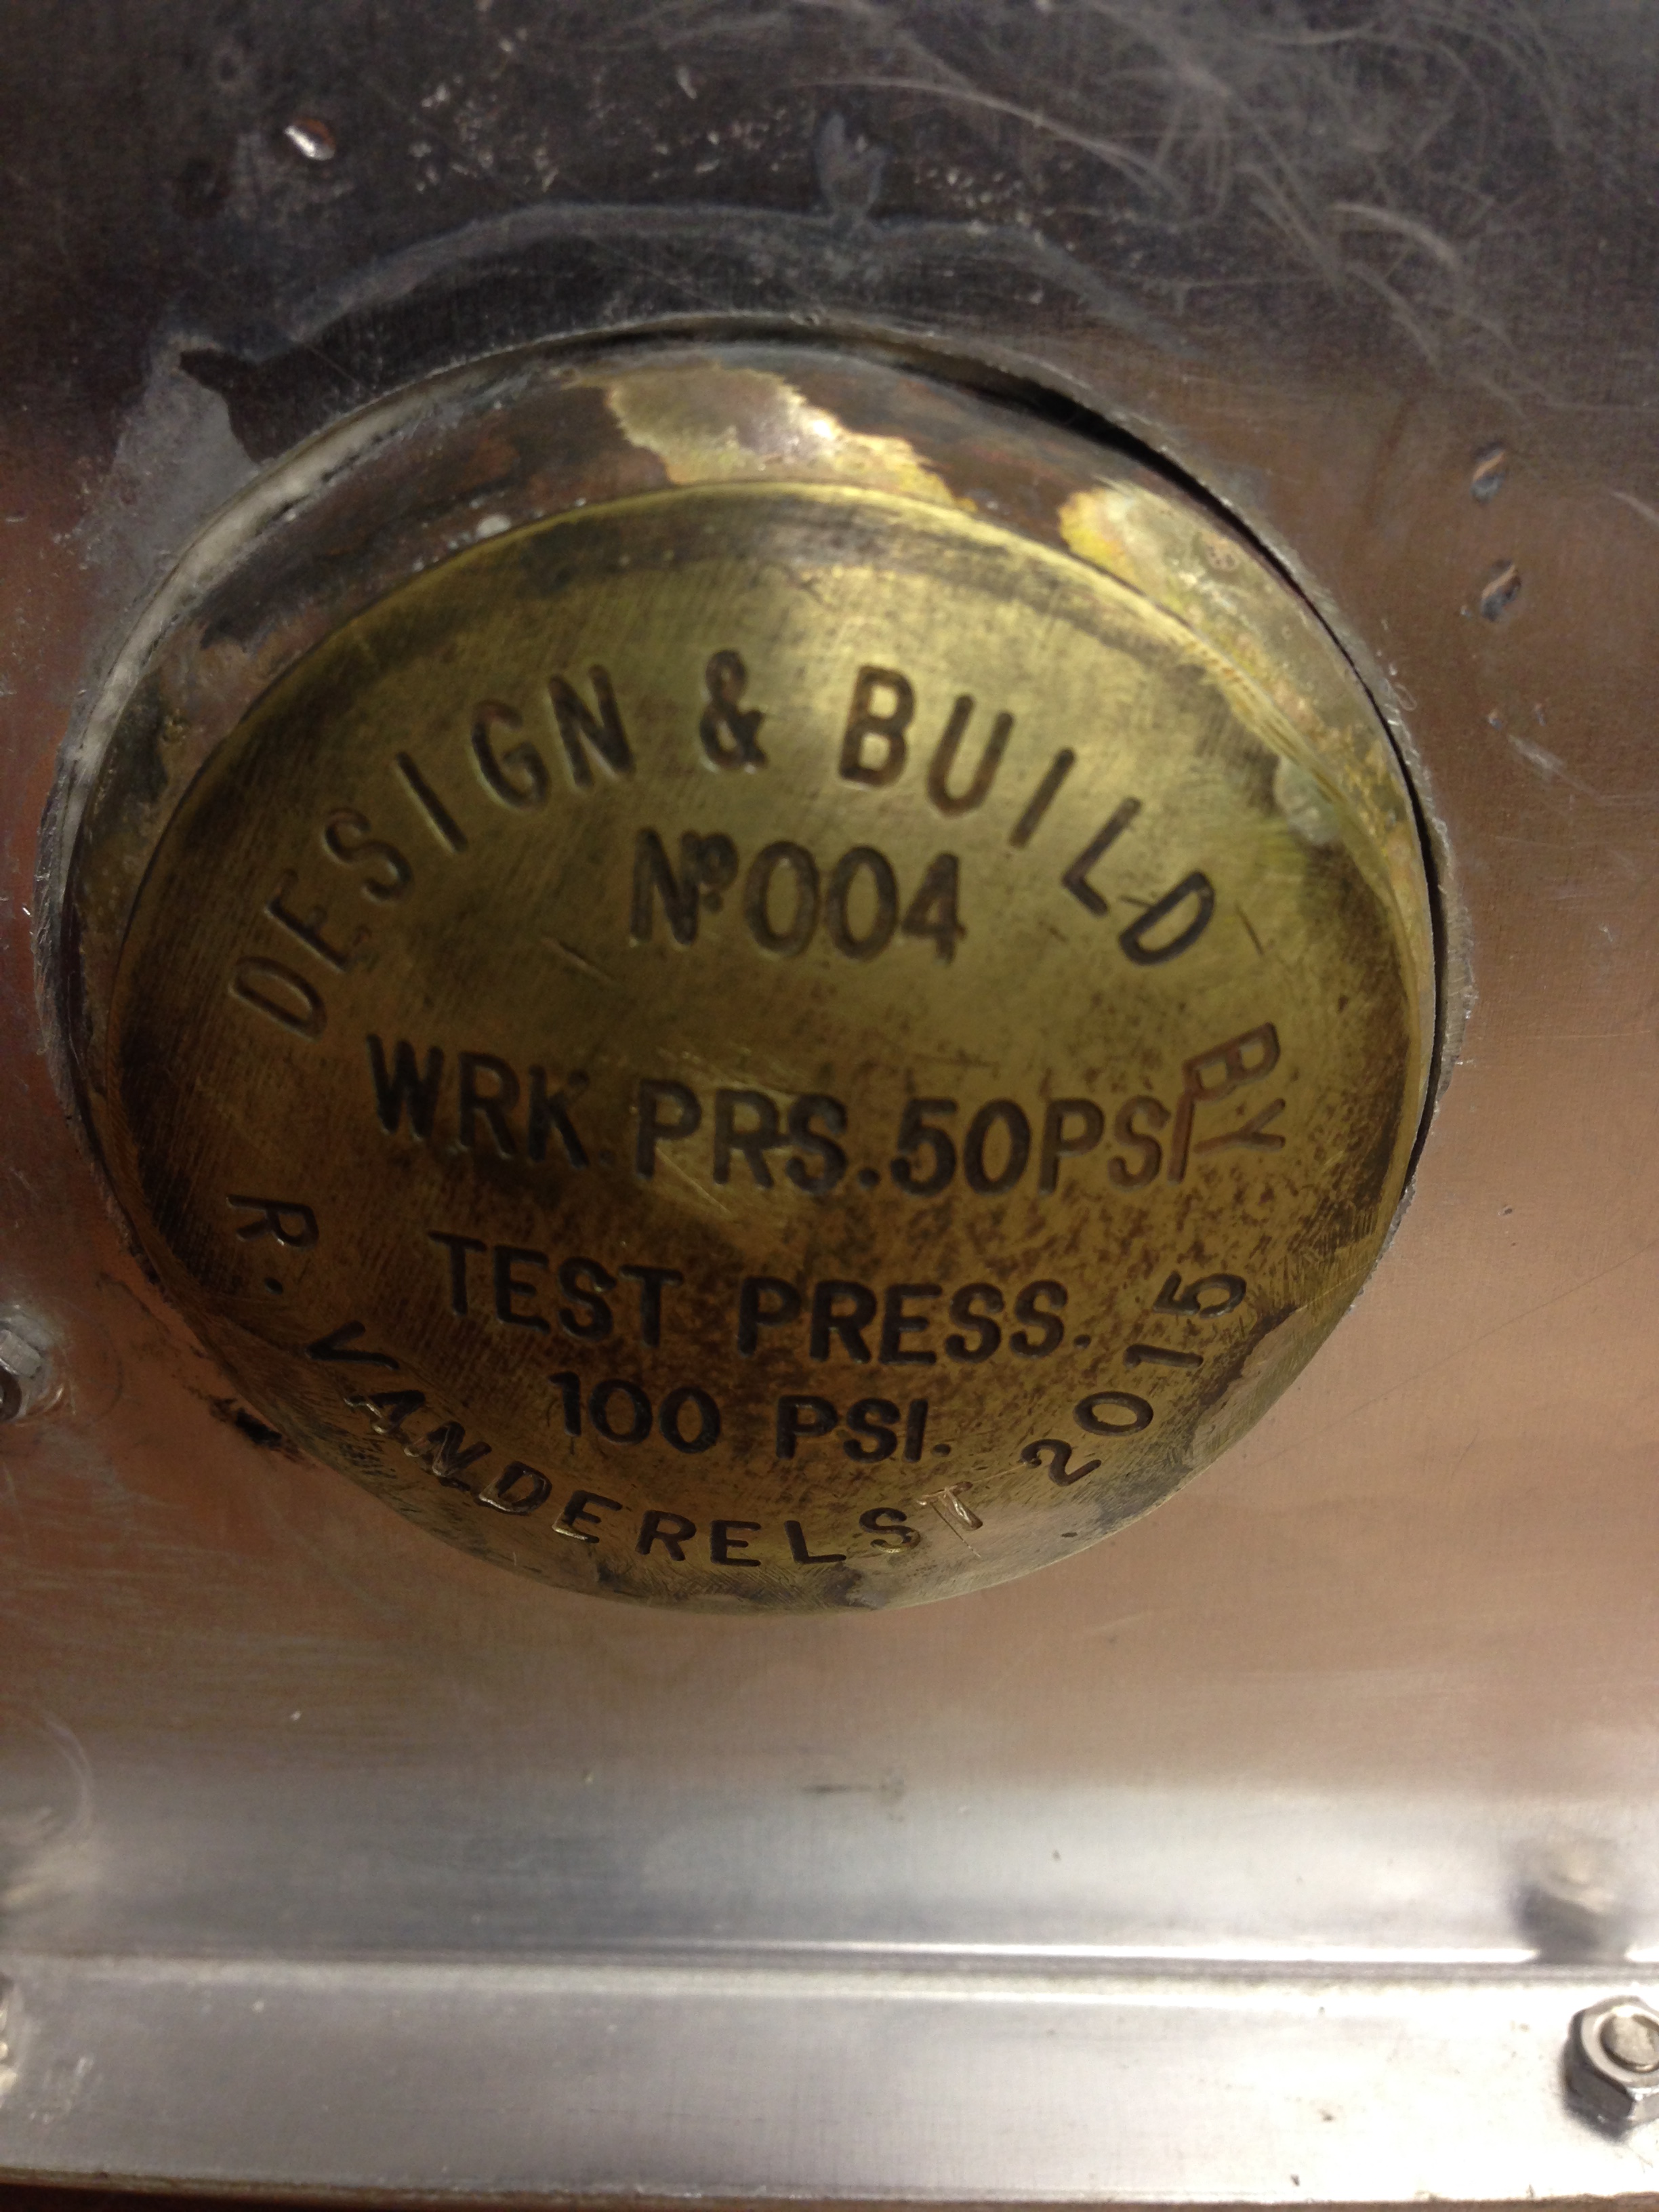 DESIGN & BUILD BY
Nº004
WRK.PRS.50PSI
TEST PRESS.
100 PSI.
R. VANDERELST 2015